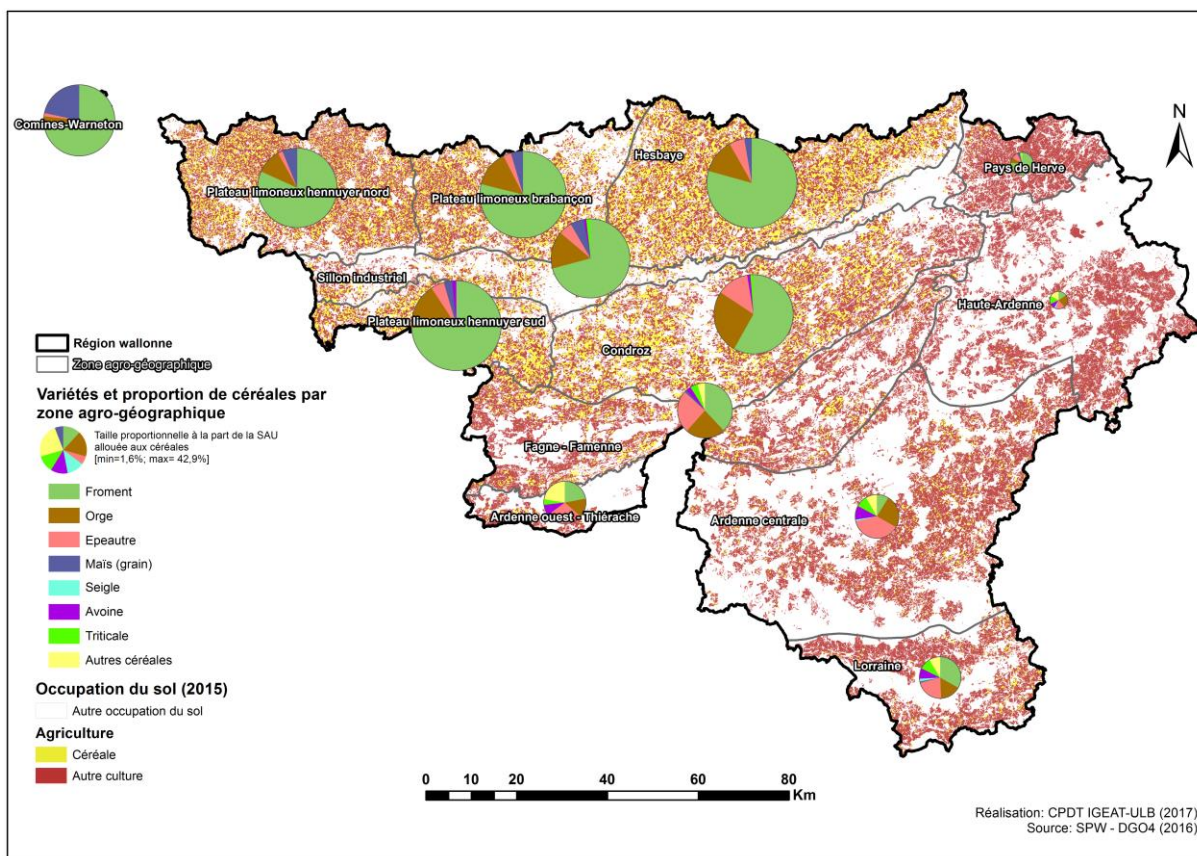 N
Comines-Warneton
Hesbaye
Pays de Herve
Plateau limoneux hennuyer nord
Plateau limoneux brabançon
Sillon industriel
Haute-Ardenne
Plateau limoneux hennuyer sud
Condroz
Fagne - Famenne
Ardenne ouest - Thiérache
Ardenne centrale
Lorraine
Région wallonne
Zone agro-géographique
Variétés et proportion de céréales par
zone agro-géographique
Taille proportionnelle à la part de la SAU
allouée aux céréales
[min=1,6%; max= 42,9%]
Froment
Orge
Epeautre
Maïs (grain)
Seigle
Avoine
Triticale
Autres céréales
Occupation du sol (2015)
Autre occupation du sol
Agriculture
Céréale
Autre culture
0 10 20 40 60 80
Km
Réalisation: CPDT IGEAT-ULB (2017)
Source: SPW - DGO4 (2016)